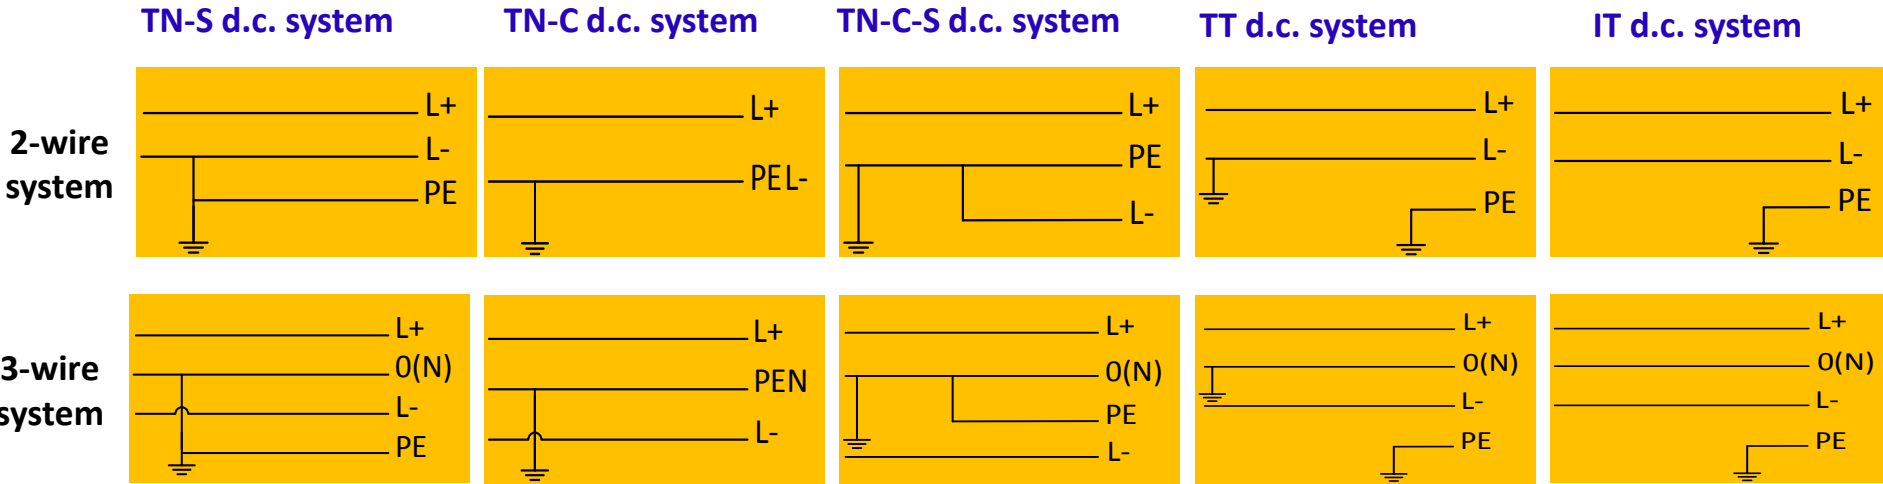 TN-S d.c. system
TN-C d.c. system
TN-C-S d.c. system
TT d.c. system
IT d.c. system
2-wire
system
L+
L-
PE
L+
PEL-
L+
PE
L-
L+
L-
PE
L+
L-
PE
3-wire
system
L+
0(N)
L-
PE
L+
PEN
L-
L+
0(N)
PE
L-
L+
0(N)
L-
PE
L+
0(N)
L-
PE